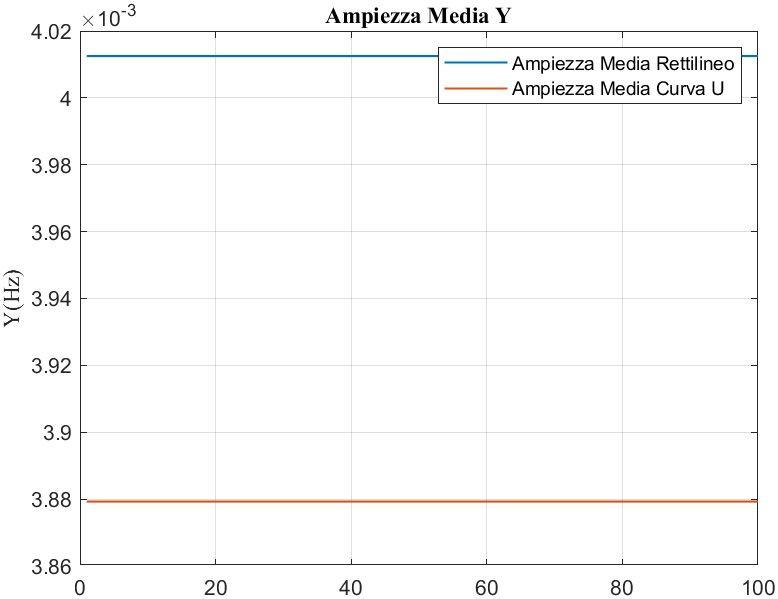 Ampiezza Media Y
×10⁻³
Ampiezza Media Rettilineo
Ampiezza Media Curva U
Y(Hz)
4.02
4
3.98
3.96
3.94
3.92
3.9
3.88
3.86
0 20 40 60 80 100